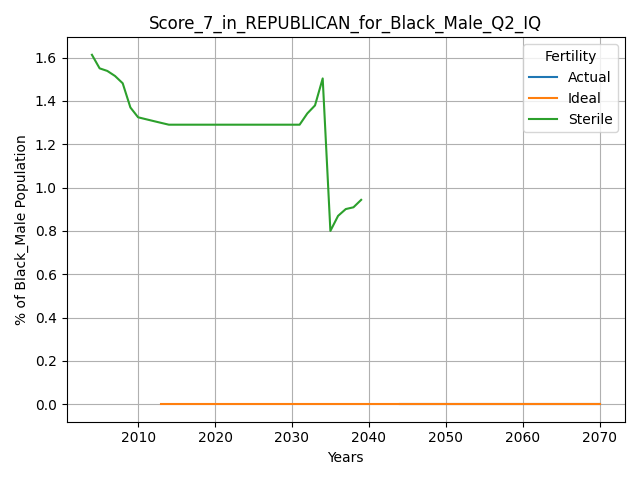 Score_7_in_REPUBLICAN_for_Black_Male_Q2_IQ
Fertility
Actual
Ideal
Sterile
% of Black_Male Population
1.6
1.4
1.2
1.0
0.8
0.6
0.4
0.2
0.0
2010 2020 2030 2040 2050 2060 2070
Years